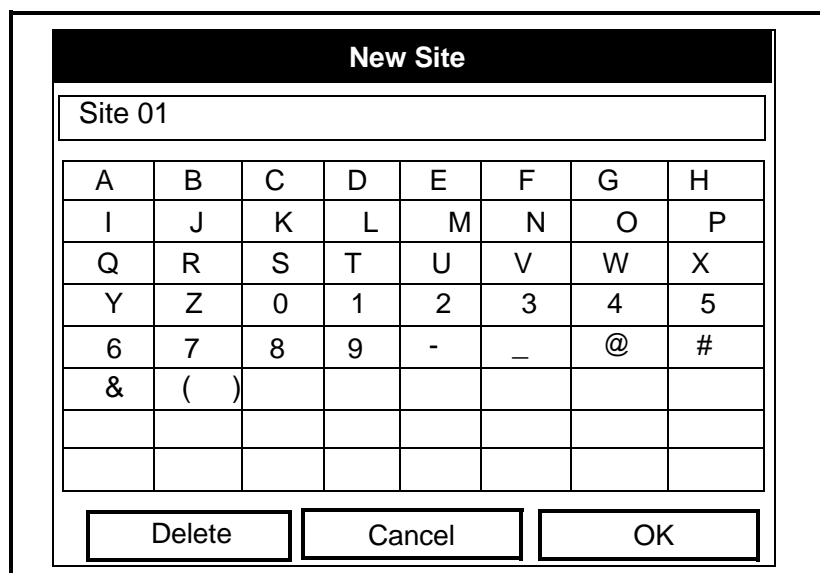 New Site
Site 01
A B C D E F G H
I J K L M N O P
Q R S T U V W X
Y Z 0 1 2 3 4 5
6 7 8 9 - _ @ #
& ( )
Delete Cancel OK